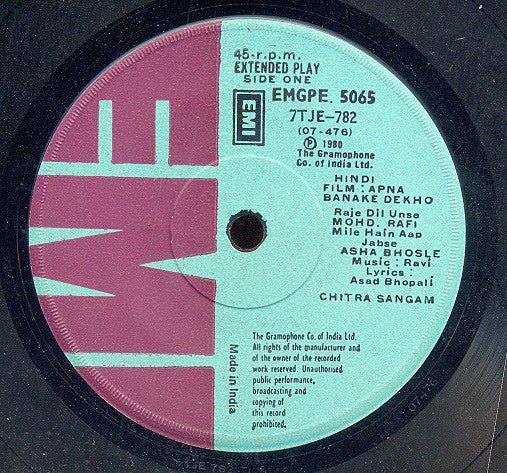 45-r.p.m.
EXTENDED PLAY
SIDE ONE
EMI
EMGPE. 5065
7TJE-782
(07-476)
Ⓟ 1980
The Gramophone
Co. of India Ltd.
HINDI
FILM : APNA
BANAKE DEKHO
Raje Dil Unse
MOHD. RAFI
Mile Hain Aap
Jabse
ASHA BHOSLE
Music : Ravi
Lyrics :
Asad Bhopali
CHITRA SANGAM
EMI
The Gramophone Co. of India Ltd.
All rights of the manufacturer and
of the owner of the recorded
work reserved. Unauthorised
public performance,
broadcasting and
copying of
this record
prohibited.
Made in India